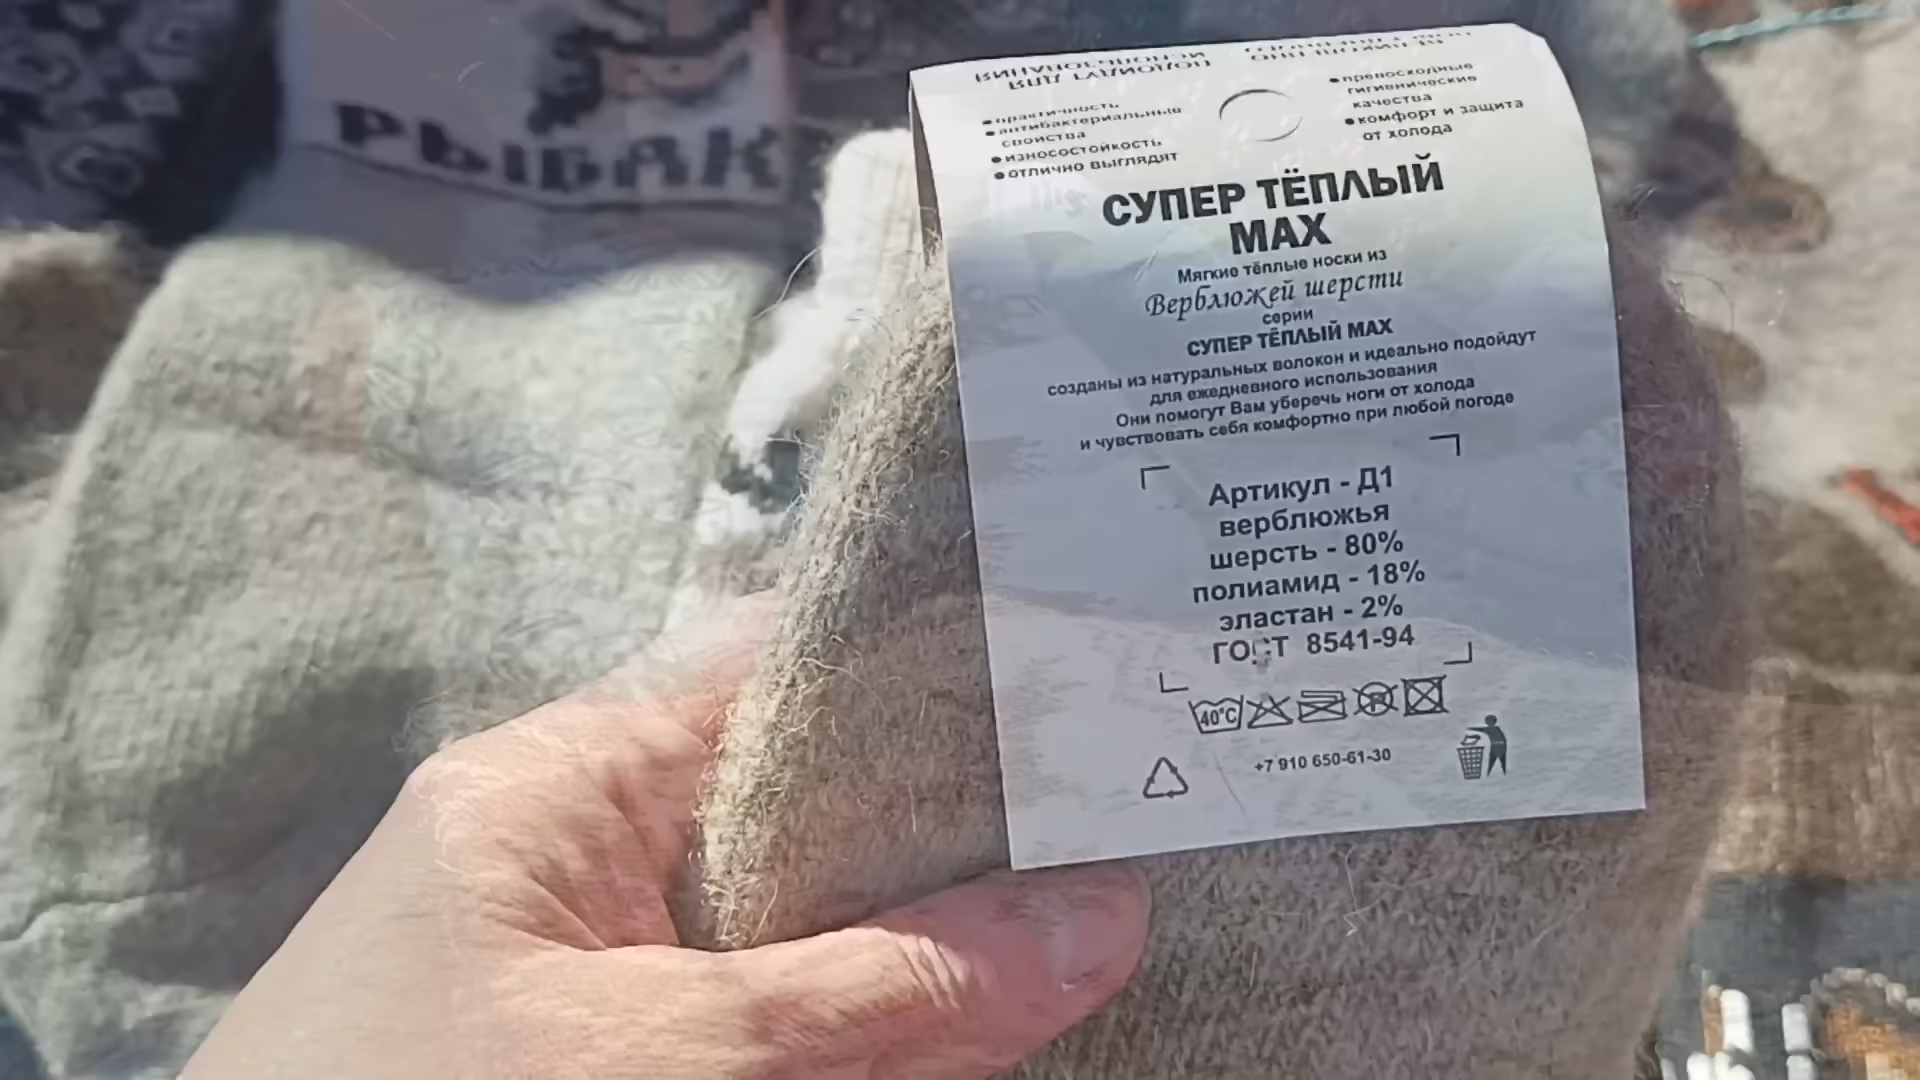 РЫБАК
практичность
антибактериальные
свойства
износостойкость
отлично выглядят
превосходные
гигиенические
качества
комфорт и защита
от холода
СУПЕР ТЁПЛЫЙ
MAX
Мягкие тёплые носки из
Верблюжей шерсти
серии
СУПЕР ТЁПЛЫЙ MAX
созданы из натуральных волокон и идеально подойдут
для ежедневного использования
Они помогут Вам уберечь ноги от холода
и чувствовать себя комфортно при любой погоде
Артикул - Д1
верблюжья
шерсть - 80%
полиамид - 18%
эластан - 2%
ГОСТ 8541-94
40°C
+7 910 650-61-30